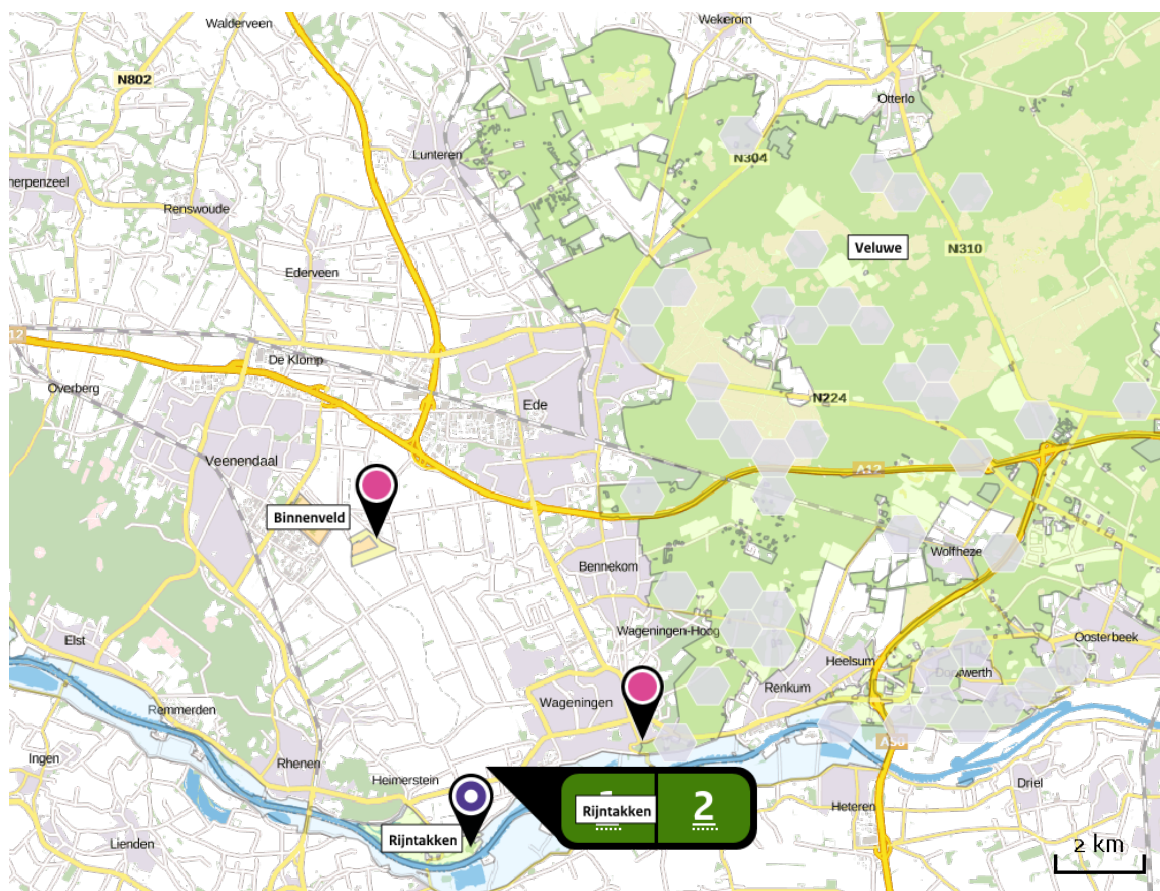 Walderveen
Wekerom
N802
Otterlo
Lunteren
N304
Renswoude
Veluwe
N310
Ederveen
De Klomp
Overberg
N224
Ede
Veenendaal
A12
Binnenveld
Wolfheze
Bennekom
Wageningen-Hoog
Elst
Oosterbeek
Heelsum
Renkum
Wageningen
Remmerden
A50
Ingen
Rhenen
Heimerstein
Driel
Rijntakken
2
Heteren
Rijntakken
Lienden
2 km